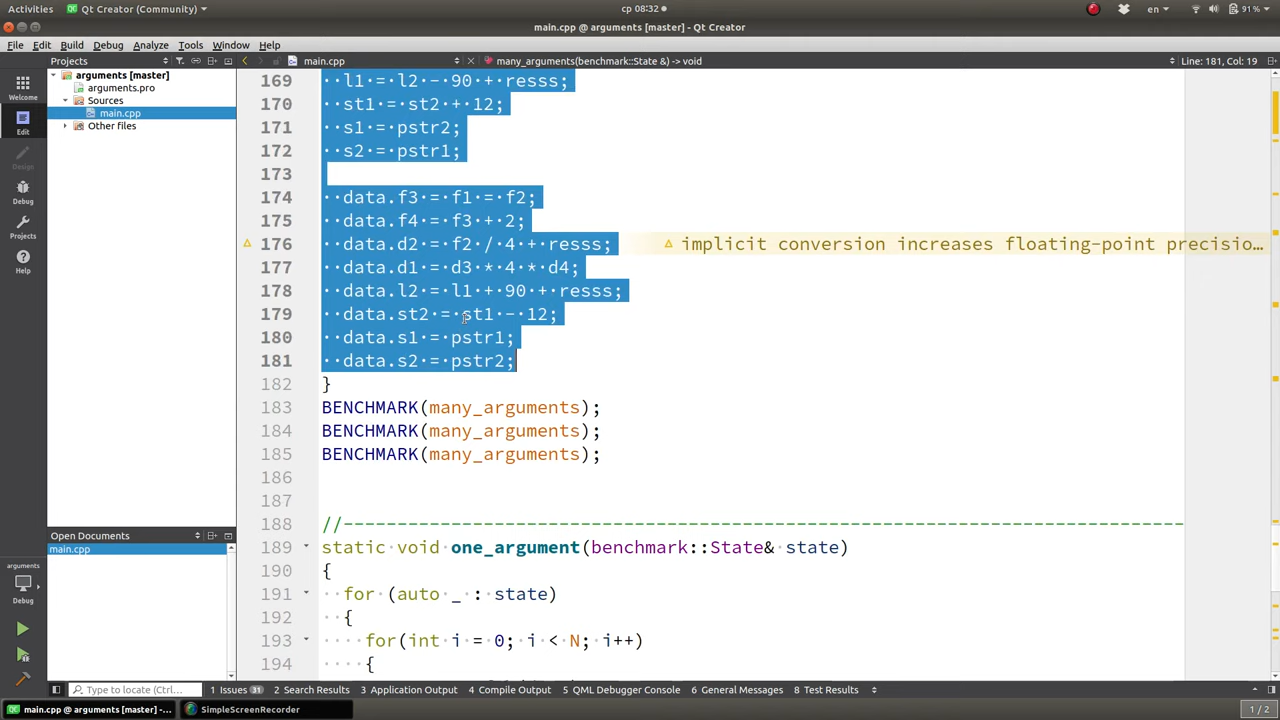 Activities
Qt Creator (Community)
ср 08:32
en
91 %
main.cpp @ arguments [master] - Qt Creator
File Edit Build Debug Analyze Tools Window Help
Projects
main.cpp
many_arguments(benchmark::State &) -> void
Line: 181, Col: 19
Welcome
Edit
Design
Debug
Projects
Help
arguments [master]
arguments.pro
Sources
main.cpp
Other files
169 l1 = l2 - 90 + resss;
170 st1 = st2 + 12;
171 s1 = pstr2;
172 s2 = pstr1;
173
174 data.f3 = f1 = f2;
175 data.f4 = f3 + 2;
176 data.d2 = f2 / 4 + resss; implicit conversion increases floating-point precisio…
177 data.d1 = d3 * 4 * d4;
178 data.l2 = l1 + 90 + resss;
179 data.st2 = st1 - 12;
180 data.s1 = pstr1;
181 data.s2 = pstr2;
182 }
183 BENCHMARK(many_arguments);
184 BENCHMARK(many_arguments);
185 BENCHMARK(many_arguments);
186
187
188 //------------------------------------------------------------------------------
189 static void one_argument(benchmark::State& state)
190 {
191 for (auto _ : state)
192 {
193 for(int i = 0; i < N; i++)
194 {
Open Documents
main.cpp
arguments
Debug
Type to locate (Ctrl...
1 Issues 31
2 Search Results
3 Application Output
4 Compile Output
5 QML Debugger Console
6 General Messages
8 Test Results
main.cpp @ arguments [master] -...
SimpleScreenRecorder
1 / 2